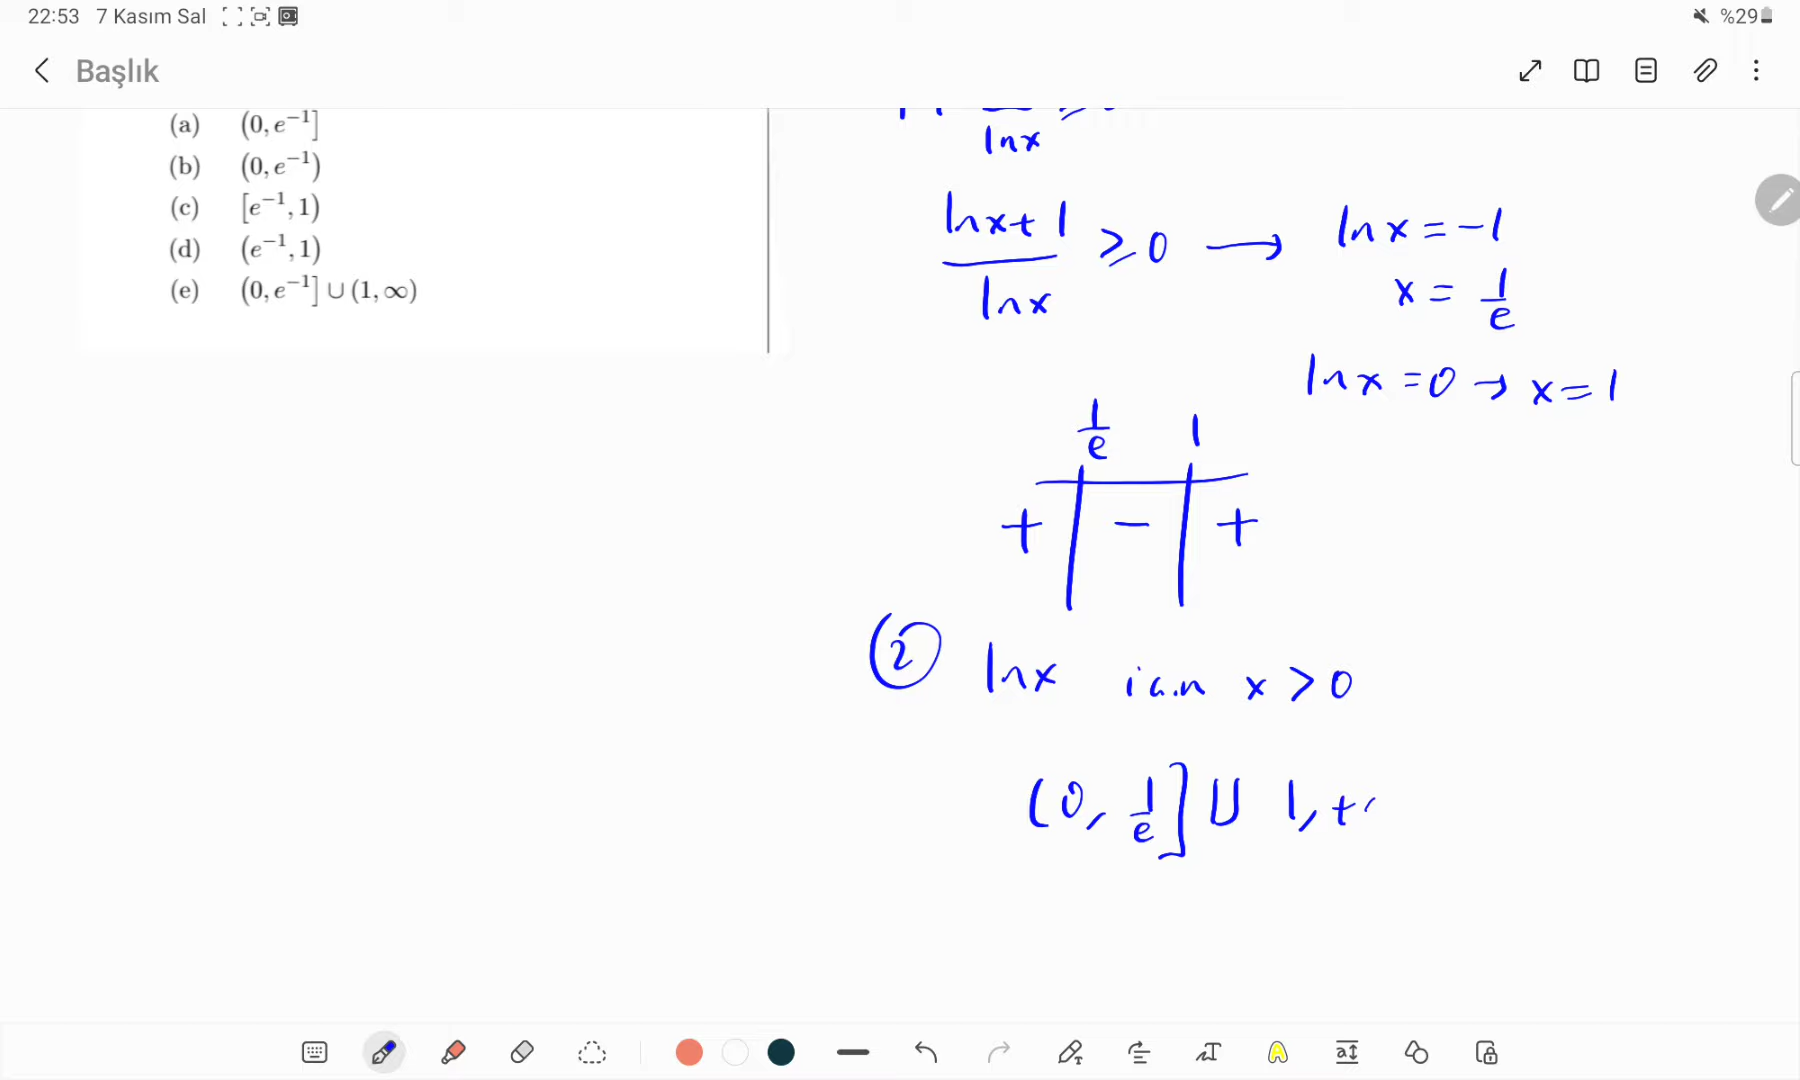 22:53 7 Kasım Sal
%29
Başlık
(a) (0, e⁻¹]
(b) (0, e⁻¹)
(c) [e⁻¹, 1)
(d) (e⁻¹, 1)
(e) (0, e⁻¹] ∪ (1, ∞)
lnx
lnx+1
—— ≥ 0 → lnx = -1
lnx
x = 1/e
lnx = 0 → x = 1
1/e 1
+ | - | +
(2) lnx x > 0
(0, 1/e] ∪ 1, +